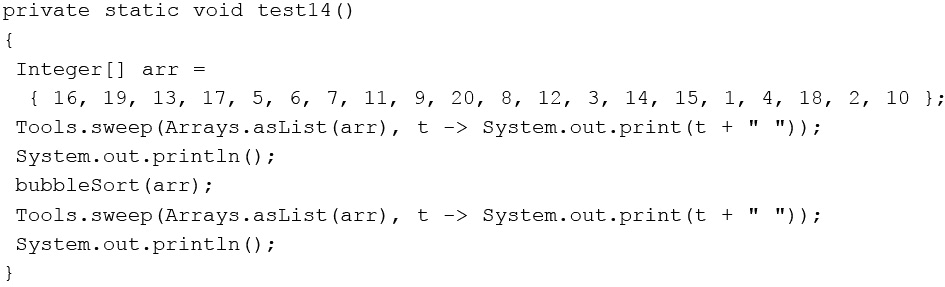 private static void test14()
{
Integer[] arr =
{ 16, 19, 13, 17, 5, 6, 7, 11, 9, 20, 8, 12, 3, 14, 15, 1, 4, 18, 2, 10 };
Tools.sweep(Arrays.asList(arr), t -> System.out.print(t + " "));
System.out.println();
bubbleSort(arr);
Tools.sweep(Arrays.asList(arr), t -> System.out.print(t + " "));
System.out.println();
}